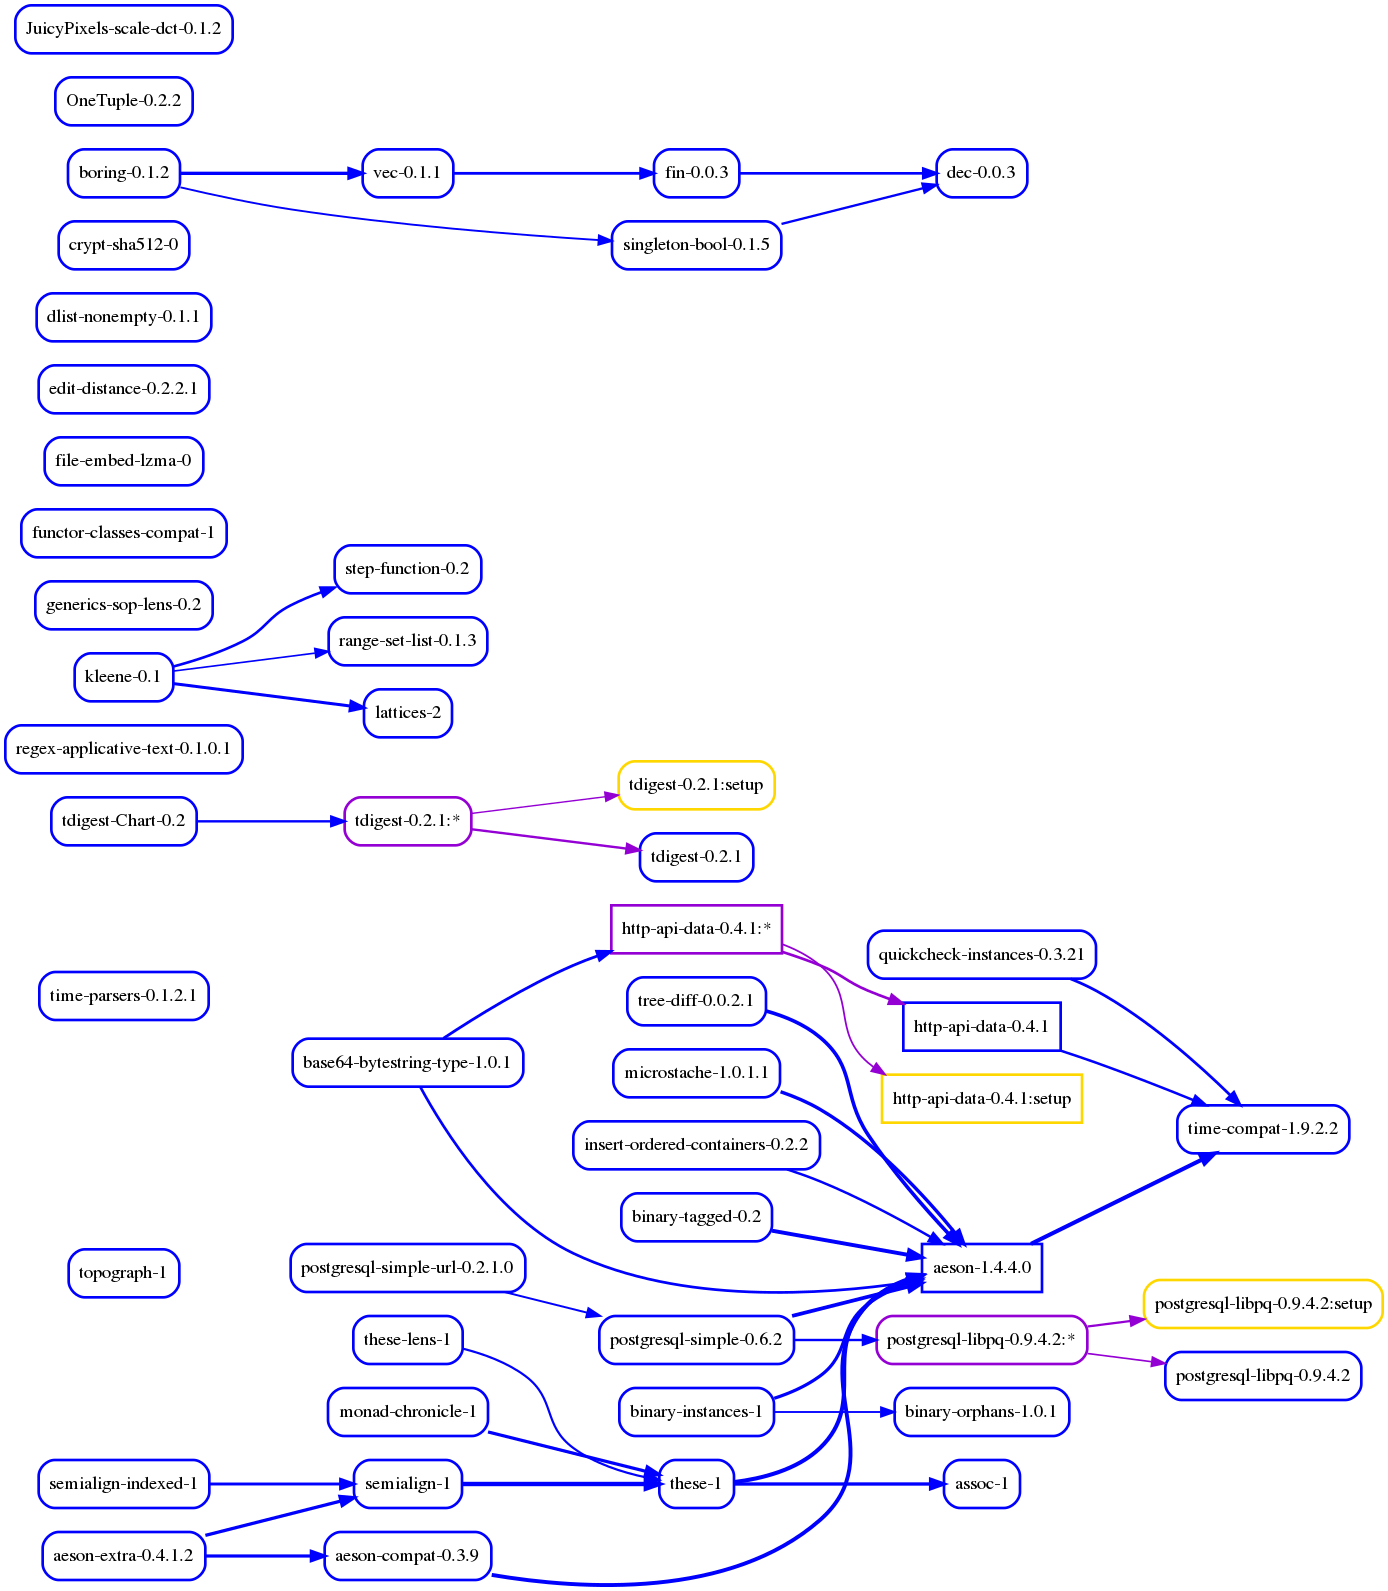 JuicyPixels-scale-dct-0.1.2
OneTuple-0.2.2
boring-0.1.2
vec-0.1.1
fin-0.0.3
dec-0.0.3
crypt-sha512-0
singleton-bool-0.1.5
dlist-nonempty-0.1.1
edit-distance-0.2.2.1
file-embed-lzma-0
functor-classes-compat-1
step-function-0.2
generics-sop-lens-0.2
range-set-list-0.1.3
kleene-0.1
lattices-2
regex-applicative-text-0.1.0.1
tdigest-0.2.1:setup
tdigest-Chart-0.2
tdigest-0.2.1:*
tdigest-0.2.1
http-api-data-0.4.1:*
quickcheck-instances-0.3.21
time-parsers-0.1.2.1
tree-diff-0.0.2.1
http-api-data-0.4.1
base64-bytestring-type-1.0.1
microstache-1.0.1.1
http-api-data-0.4.1:setup
time-compat-1.9.2.2
insert-ordered-containers-0.2.2
binary-tagged-0.2
topograph-1
postgresql-simple-url-0.2.1.0
aeson-1.4.4.0
postgresql-libpq-0.9.4.2:setup
these-lens-1
postgresql-simple-0.6.2
postgresql-libpq-0.9.4.2:*
postgresql-libpq-0.9.4.2
monad-chronicle-1
binary-instances-1
binary-orphans-1.0.1
semialign-indexed-1
semialign-1
these-1
assoc-1
aeson-extra-0.4.1.2
aeson-compat-0.3.9